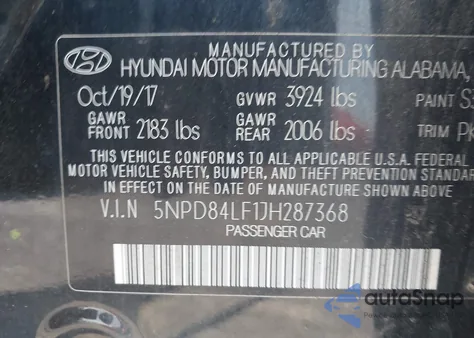 MANUFACTURED BY
HYUNDAI MOTOR MANUFACTURING ALABAMA,
Oct/19/17 GVWR 3924 lbs PAINT
GAWR FRONT 2183 lbs GAWR REAR 2006 lbs TRIM
THIS VEHICLE CONFORMS TO ALL APPLICABLE U.S.A. FEDERAL
MOTOR VEHICLE SAFETY, BUMPER, AND THEFT PREVENTION STANDARDS
IN EFFECT ON THE DATE OF MANUFACTURE SHOWN ABOVE.
V.I.N 5NPD84LF1JH287368
PASSENGER CAR
autoSnap